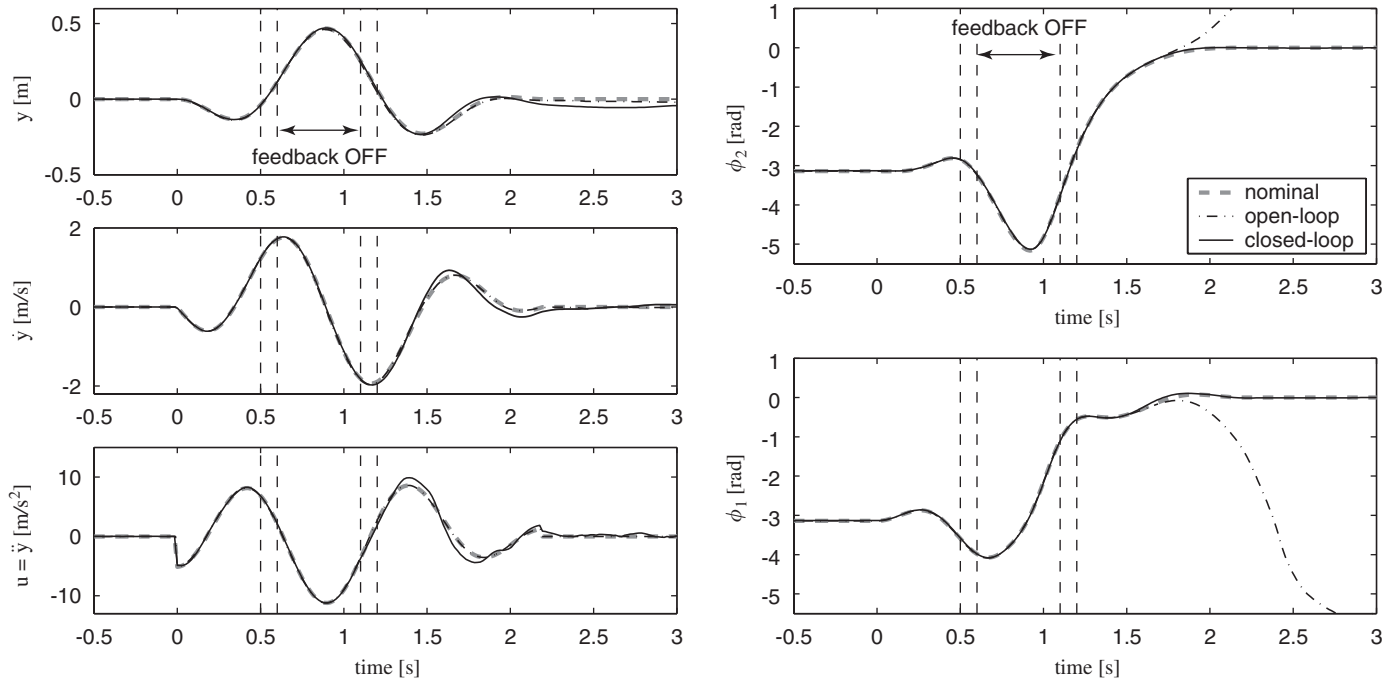 0.5
0
-0.5
y [m]
feedback OFF
-0.5 0 0.5 1 1.5 2 2.5 3
2
0
-2
ẏ [m/s]
-0.5 0 0.5 1 1.5 2 2.5 3
10
0
-10
u = ÿ [m/s²]
-0.5 0 0.5 1 1.5 2 2.5 3
time [s]
1
0
-1
-2
-3
-4
-5
ϕ₂ [rad]
feedback OFF
nominal
open-loop
closed-loop
-0.5 0 0.5 1 1.5 2 2.5 3
time [s]
1
0
-1
-2
-3
-4
-5
ϕ₁ [rad]
-0.5 0 0.5 1 1.5 2 2.5 3
time [s]